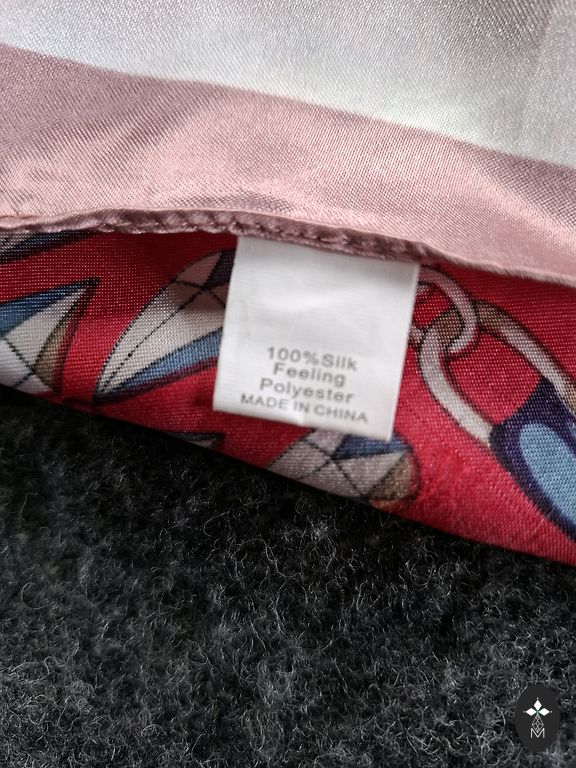 100%Silk
Feeling
Polyester
MADE IN CHINA
M